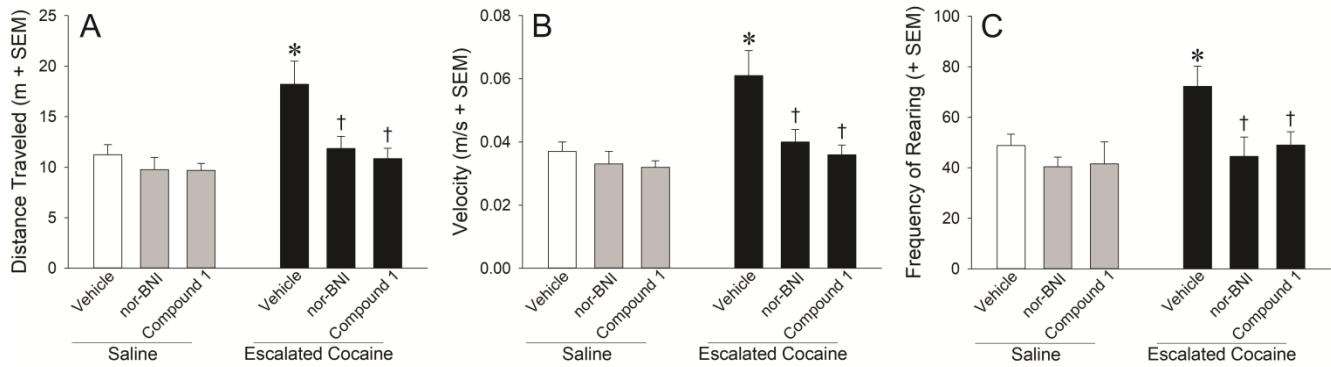 A
Distance Traveled (m + SEM)
25
20
15
10
5
0
*
†
†
Vehicle
nor-BNI
Compound 1
Vehicle
nor-BNI
Compound 1
Saline
Escalated Cocaine
B
Velocity (m/s + SEM)
0.08
0.06
0.04
0.02
0.00
*
†
†
Vehicle
nor-BNI
Compound 1
Vehicle
nor-BNI
Compound 1
Saline
Escalated Cocaine
C
Frequency of Rearing (+ SEM)
100
80
60
40
20
0
*
†
†
Vehicle
nor-BNI
Compound 1
Vehicle
nor-BNI
Compound 1
Saline
Escalated Cocaine